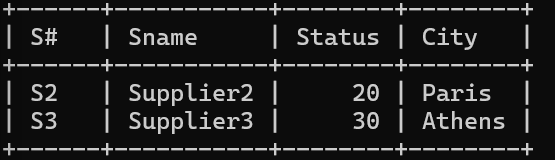 +------+-----------+--------+--------+
| S#   | Sname     | Status | City   |
+------+-----------+--------+--------+
| S2   | Supplier2 |     20 | Paris  |
| S3   | Supplier3 |     30 | Athens |
+------+-----------+--------+--------+